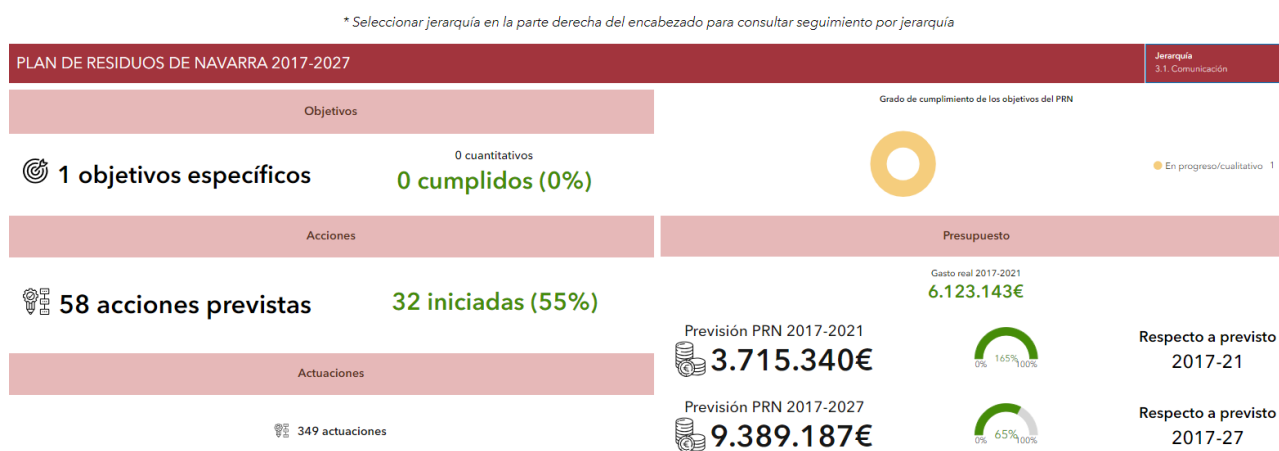 * Seleccionar jerarquía en la parte derecha del encabezado para consultar seguimiento por jerarquía
PLAN DE RESIDUOS DE NAVARRA 2017-2027
Jerarquía
3.1. Comunicación
Objetivos
1 objetivos específicos
0 cuantitativos
0 cumplidos (0%)
Grado de cumplimiento de los objetivos del PRN
En progreso/cualitativo 1
Acciones
58 acciones previstas
32 iniciadas (55%)
Actuaciones
349 actuaciones
Presupuesto
Gasto real 2017-2021
6.123.143€
Previsión PRN 2017-2021
3.715.340€
0% 165% 100%
Respecto a previsto
2017-21
Previsión PRN 2017-2027
9.389.187€
0% 65% 100%
Respecto a previsto
2017-27